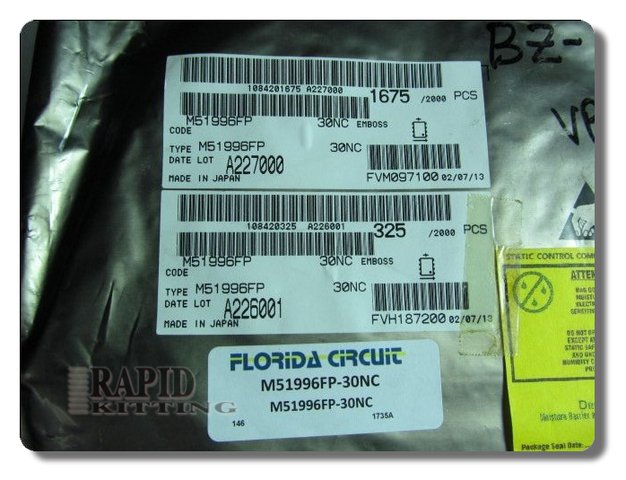 BZ-
1084201675 A227000
1675 /2000 PCS
M51996FP 30NC EMBOSS
CODE
TYPE M51996FP 30NC
DATE LOT A227000
MADE IN JAPAN FVM097100 02/07/13
108420325 A226001
325 /2000 PCS
M51996FP 30NC EMBOSS
CODE
TYPE M51996FP 30NC
DATE LOT A226001
MADE IN JAPAN FVH187200 02/07/13
STATIC CONTROL COM
ATTEN
FLORIDA CIRCUIT
M51996FP-30NC
M51996FP-30NC
146 1735A
RAPID
KITTING
Moisture Barrier
Package Seal Date: